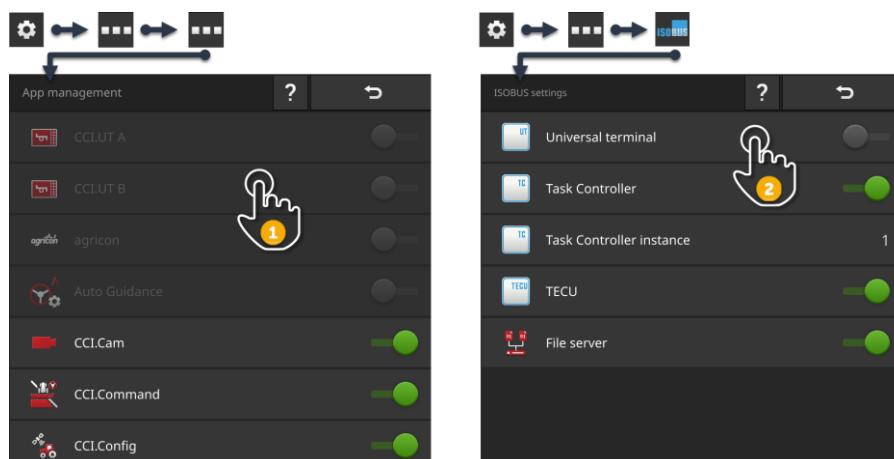 ISOBUS
App management
?
CCI.UT A
CCI.UT B
1
agricon agricon
Auto Guidance
CCI.Cam
CCI.Command
CCI.Config
ISOBUS settings
?
UT Universal terminal
2
TC Task Controller
TC Task Controller instance 1
TECU TECU
File server